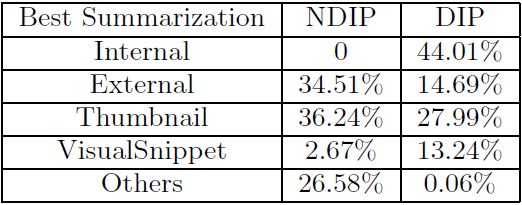 Best Summarization NDIP DIP
Internal 0 44.01%
External 34.51% 14.69%
Thumbnail 36.24% 27.99%
VisualSnippet 2.67% 13.24%
Others 26.58% 0.06%